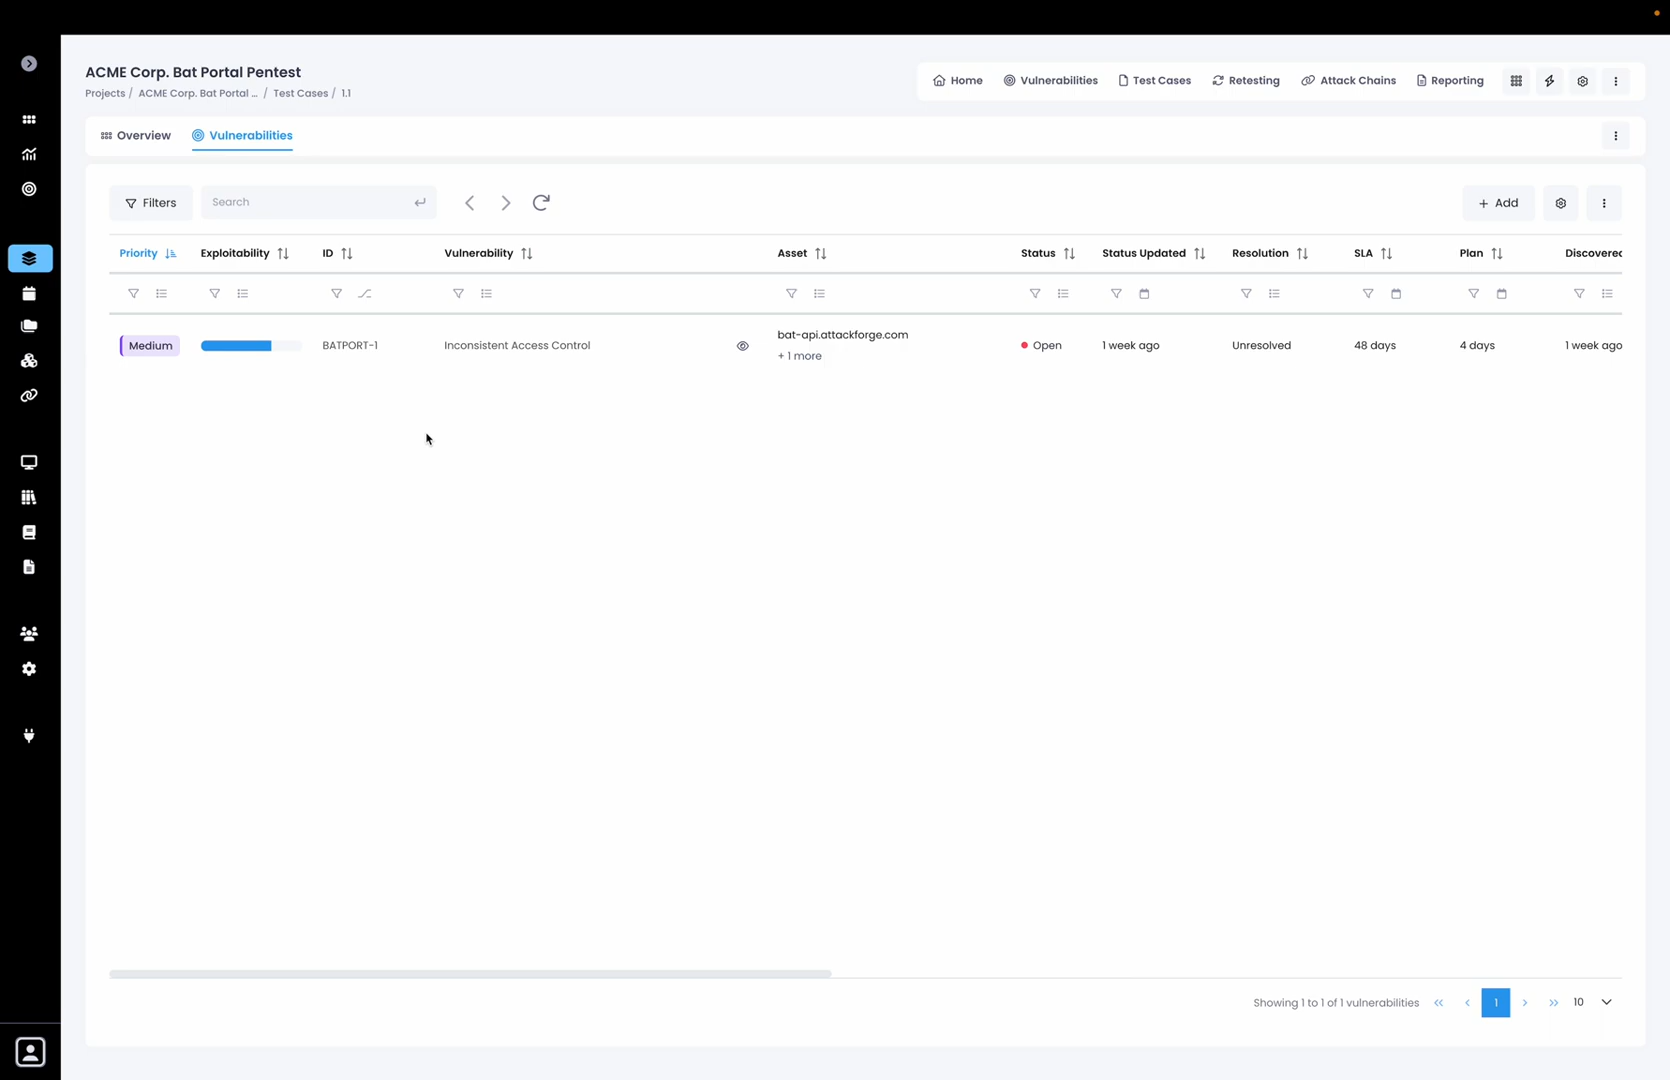 ACME Corp. Bat Portal Pentest
Projects / ACME Corp. Bat Portal ... / Test Cases / 1.1
Home Vulnerabilities Test Cases Retesting Attack Chains Reporting
Overview Vulnerabilities
Filters Search + Add
Priority Exploitability ID Vulnerability Asset Status Status Updated Resolution SLA Plan Discovered
Medium BATPORT-1 Inconsistent Access Control bat-api.attackforge.com Open 1 week ago Unresolved 48 days 4 days 1 week ago
+ 1 more
Showing 1 to 1 of 1 vulnerabilities « ‹ 1 › » 10